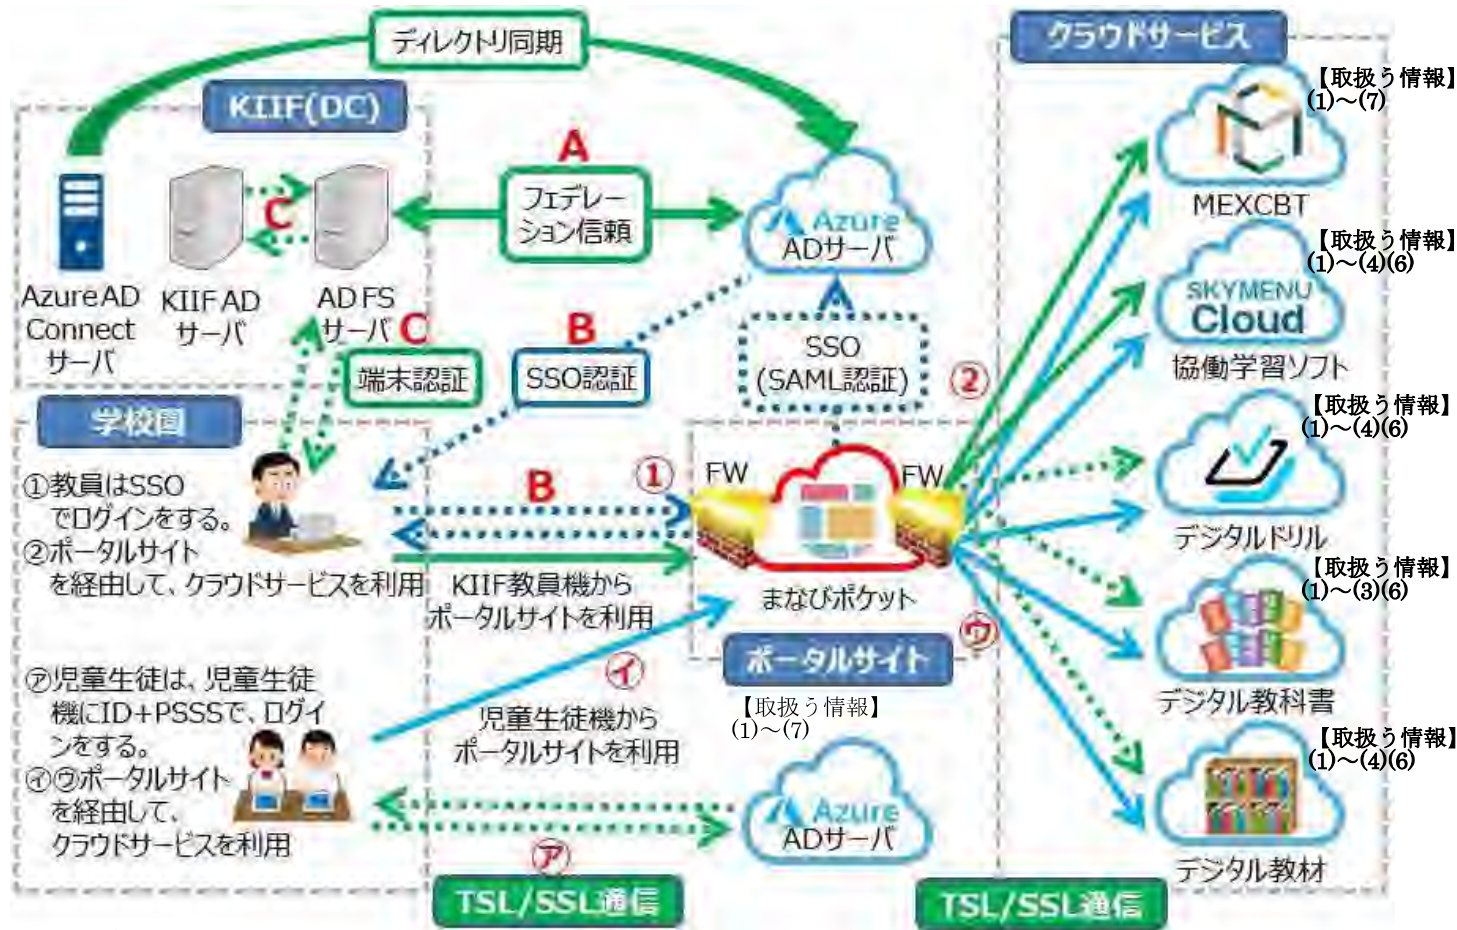 ディレクトリ同期
クラウドサービス
KIIF(DC)
【取扱う情報】
(1)～(7)
A
フェデレー
ション信頼
C
Azure
ADサーバ
MEXCBT
AzureAD
Connect
サーバ
KIIF AD
サーバ
AD FS
サーバ
C
端末認証
B
SSO認証
SSO
(SAML認証)
②
【取扱う情報】
(1)～(4)(6)
SKYMENU
Cloud
協働学習ソフト
学校園
①教員はSSO
でログインをする。
②ポータルサイト
を経由して、クラウドサービスを利用
B
①
FW
FW
まなびポケット
KIIF教員機から
ポータルサイトを利用
【取扱う情報】
(1)～(4)(6)
デジタルドリル
【取扱う情報】
(1)～(3)(6)
デジタル教科書
ポータルサイト
㋒
㋑
【取扱う情報】
(1)～(7)
㋐児童生徒は、児童生徒
機にID+PSSSで、ログイ
ンをする。
㋑㋒ポータルサイト
を経由して、
クラウドサービスを利用
児童生徒機から
ポータルサイトを利用
Azure
ADサーバ
㋐
【取扱う情報】
(1)～(4)(6)
デジタル教材
TSL/SSL通信
TSL/SSL通信